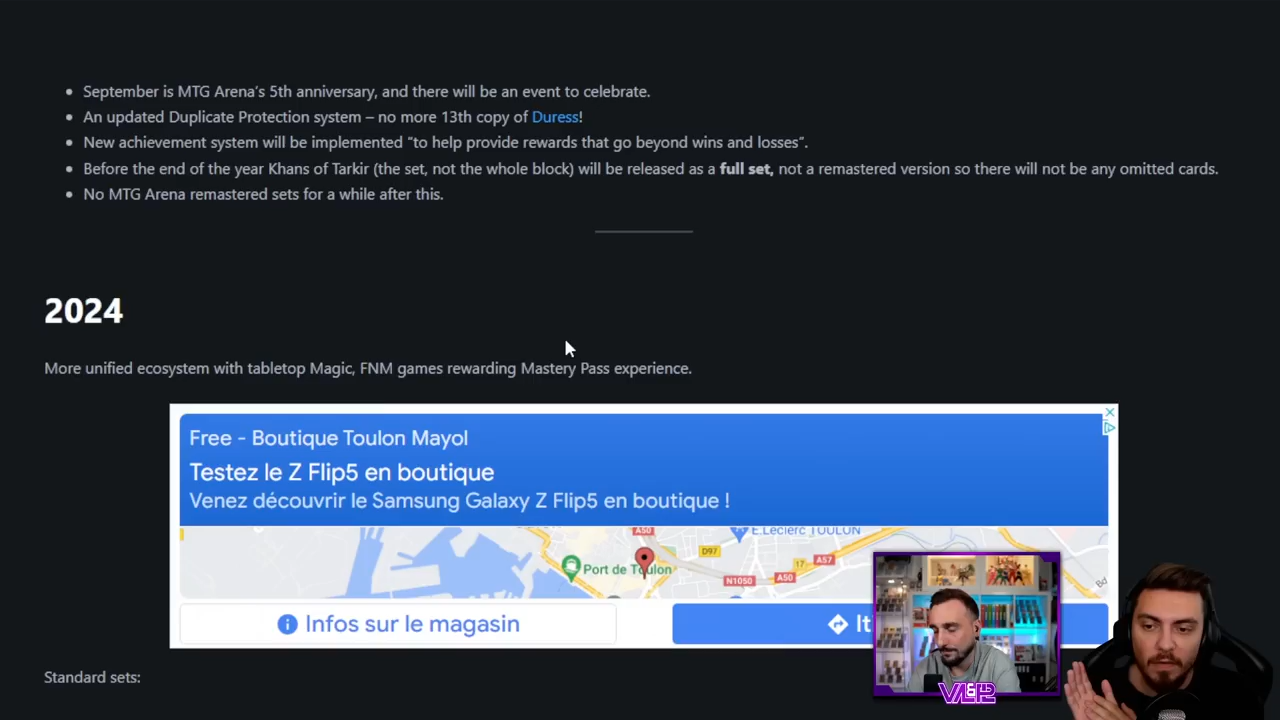 September is MTG Arena's 5th anniversary, and there will be an event to celebrate.
An updated Duplicate Protection system – no more 13th copy of Duress!
New achievement system will be implemented “to help provide rewards that go beyond wins and losses”.
Before the end of the year Khans of Tarkir (the set, not the whole block) will be released as a full set, not a remastered version so there will not be any omitted cards.
No MTG Arena remastered sets for a while after this.
2024
More unified ecosystem with tabletop Magic, FNM games rewarding Mastery Pass experience.
Free - Boutique Toulon Mayol
Testez le Z Flip5 en boutique
Venez découvrir le Samsung Galaxy Z Flip5 en boutique !
A50
E.Leclerc TOULON
D97
A57
Port de Toulon
17
N1050
A50
Bd
Infos sur le magasin
It
Standard sets: